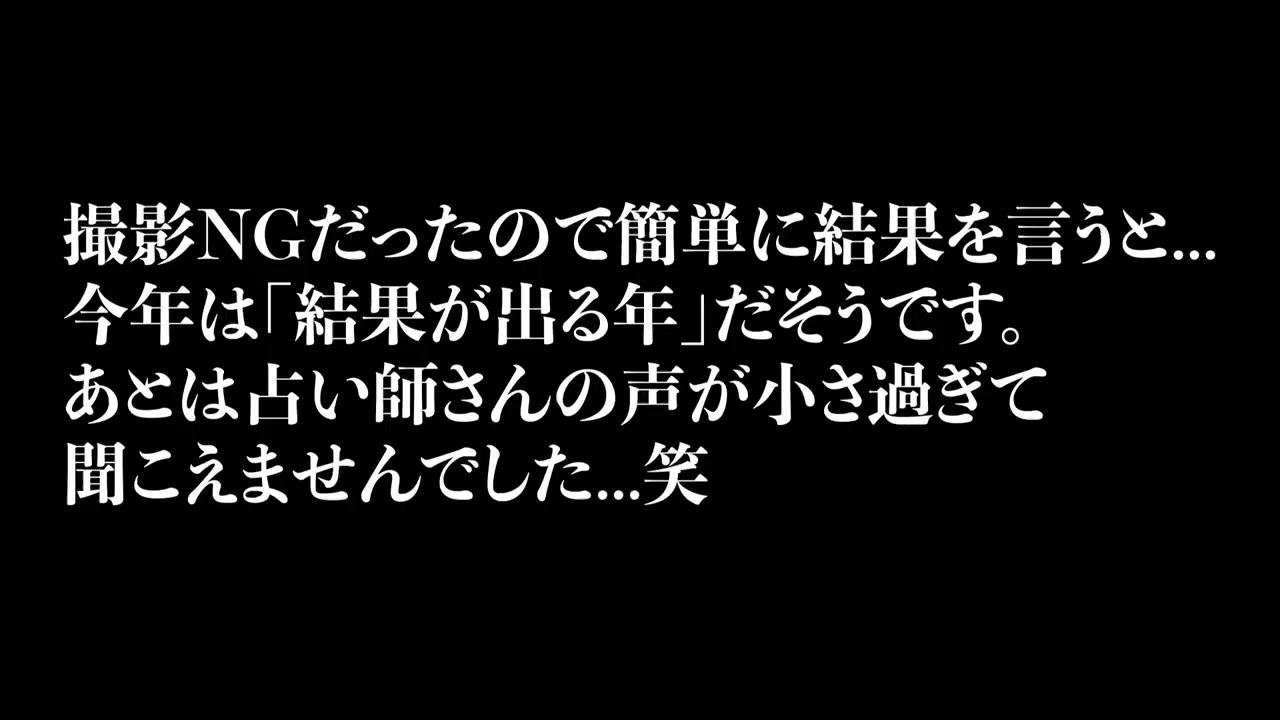 撮影NGだったので簡単に結果を言うと...
今年は「結果が出る年」だそうです。
あとは占い師さんの声が小さ過ぎて
聞こえませんでした...笑